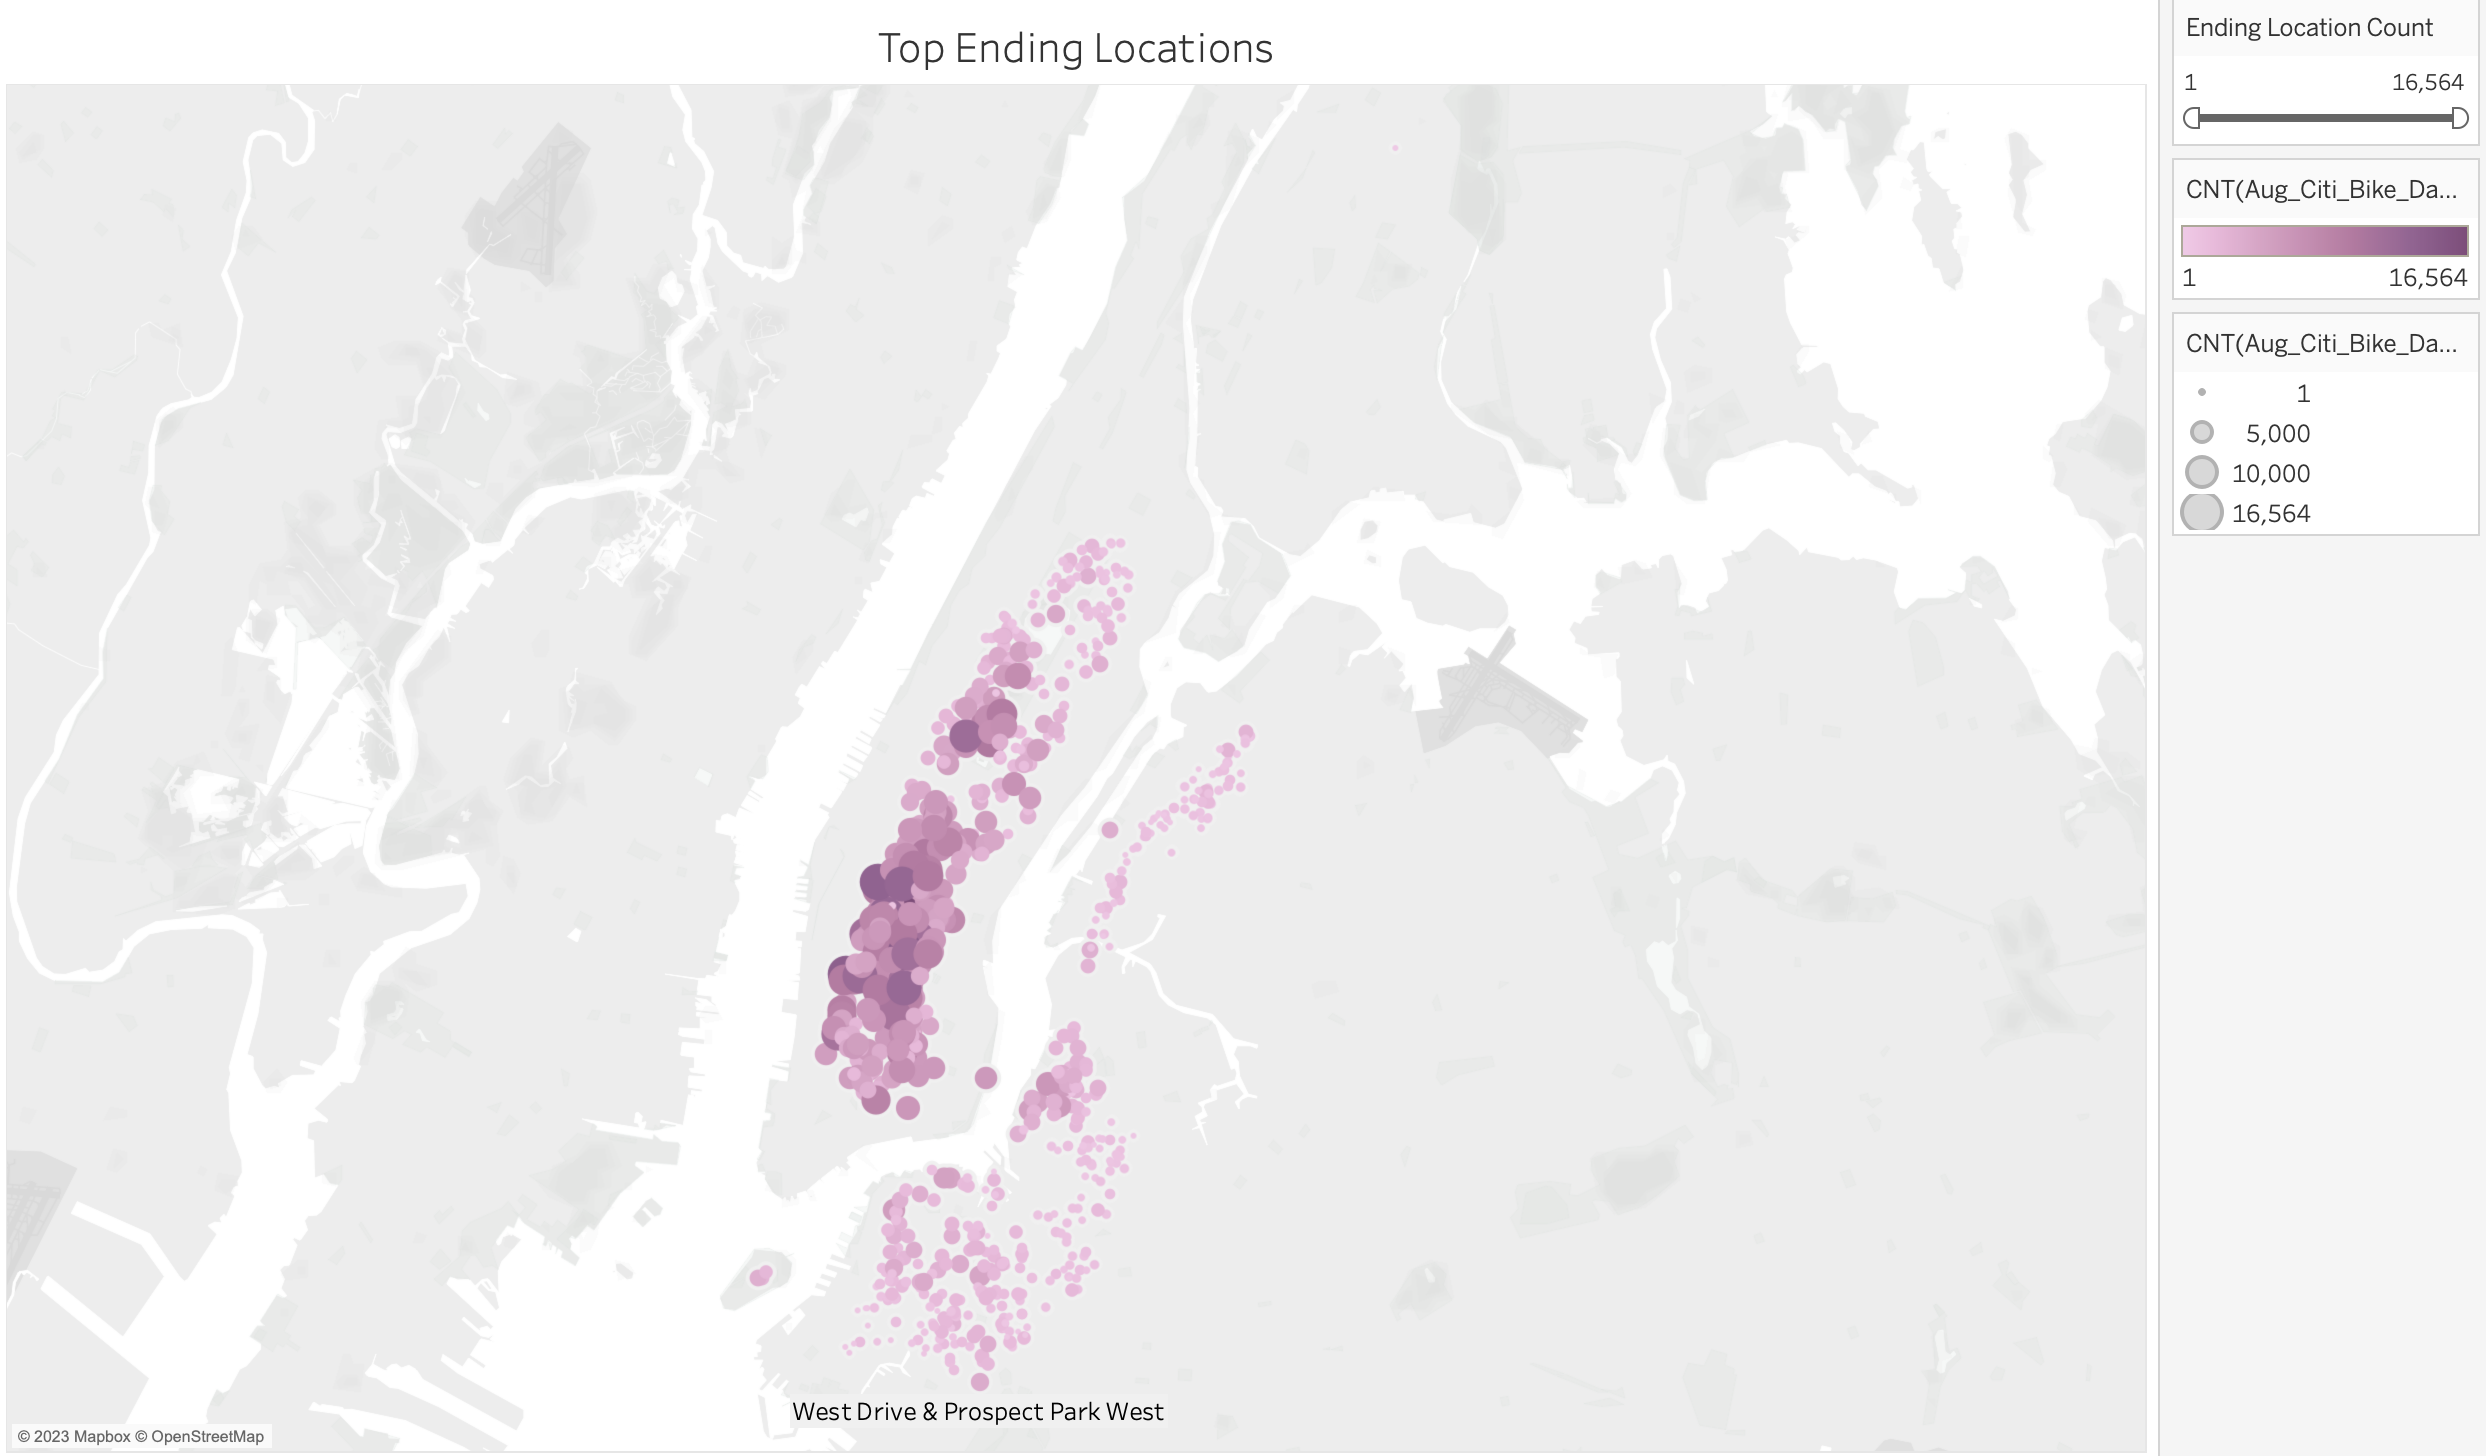 Top Ending Locations
Ending Location Count
1 16,564
CNT(Aug_Citi_Bike_Da...
1 16,564
CNT(Aug_Citi_Bike_Da...
1
5,000
10,000
16,564
West Drive & Prospect Park West
© 2023 Mapbox © OpenStreetMap